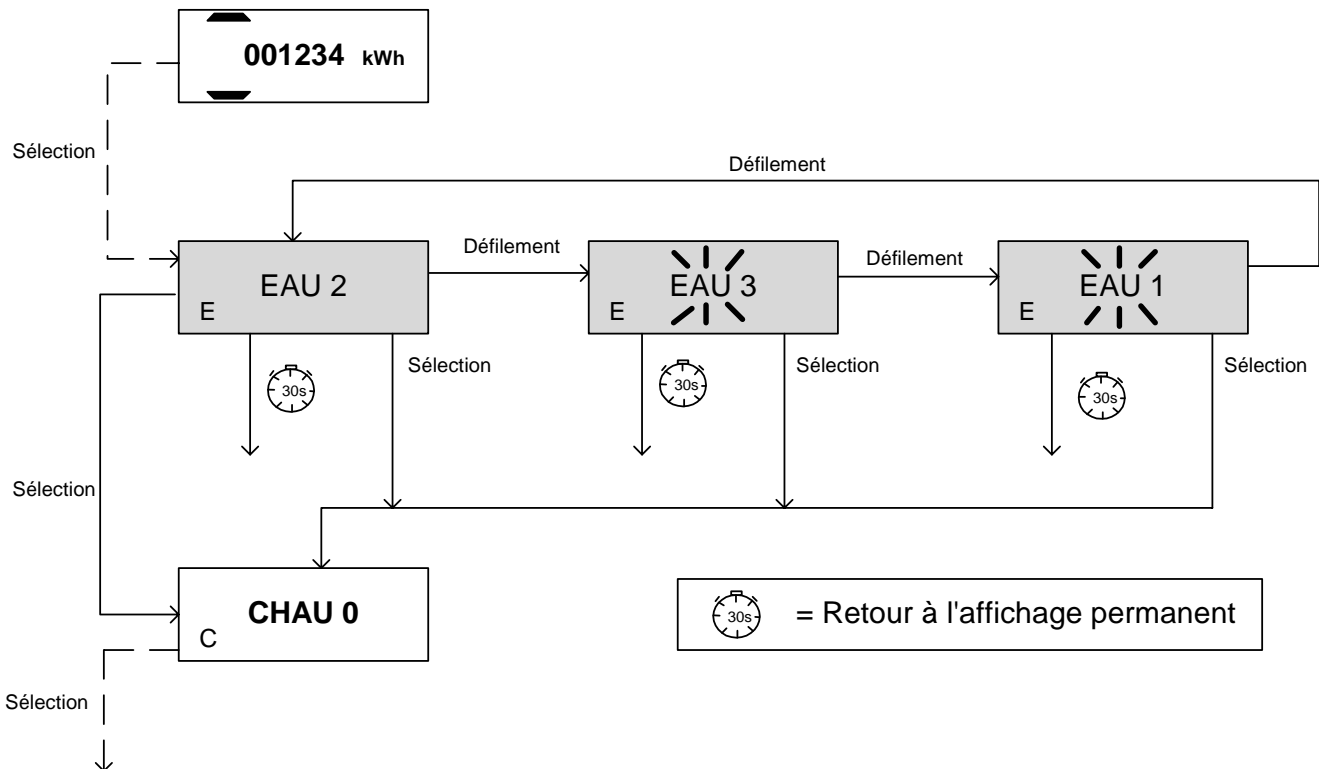 001234 kWh
Sélection
Défilement
EAU 2
E
Défilement
EAU 3
E
Défilement
EAU 1
E
30s
Sélection
30s
Sélection
30s
Sélection
Sélection
CHAU 0
C
30s = Retour à l'affichage permanent
Sélection